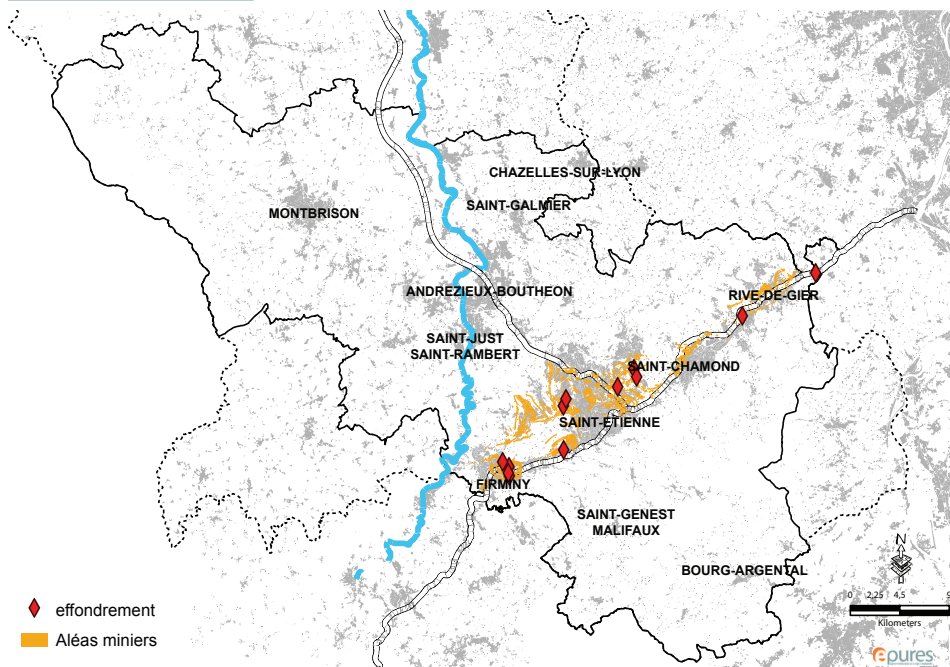 CHAZELLES-SUR-LYON
MONTBRISON
SAINT-GALMIER
ANDREZIEUX-BOUTHEON
RIVE-DE-GIER
SAINT-JUST
SAINT-RAMBERT
SAINT-CHAMOND
SAINT-ETIENNE
FIRMINY
SAINT-GENEST
MALIFAUX
BOURG-ARGENTAL
N
effondrement
Aléas miniers
0 2,25 4,5 9
Kilometers
epures